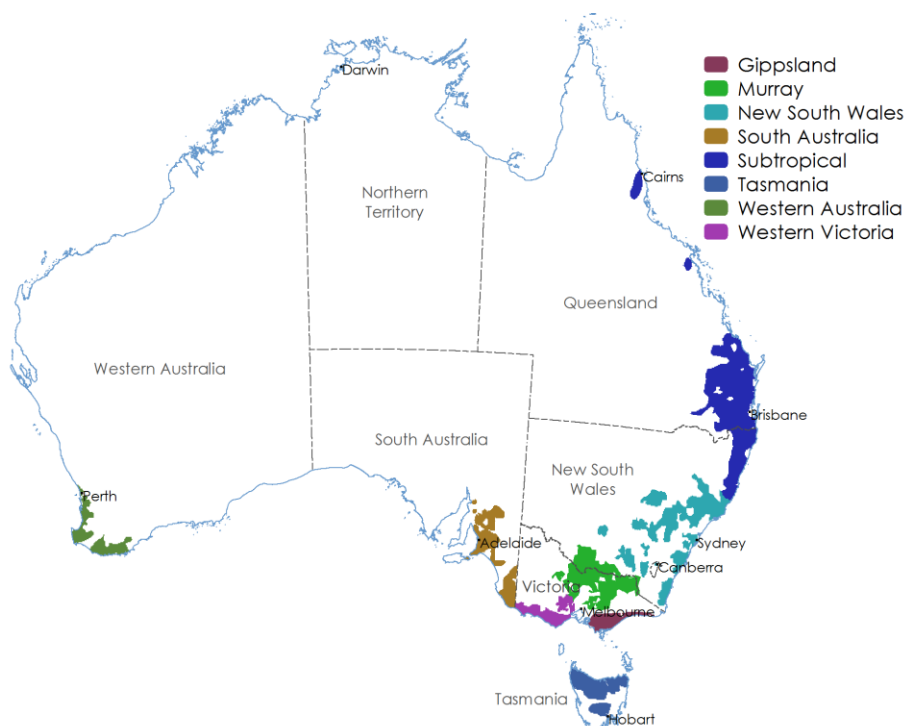 Darwin
Gippsland
Murray
New South Wales
South Australia
Subtropical
Tasmania
Western Australia
Western Victoria
Cairns
Northern
Territory
Queensland
Western Australia
Brisbane
South Australia
New South
Wales
Perth
Adelaide
Sydney
Canberra
Victoria
Melbourne
Tasmania
Hobart